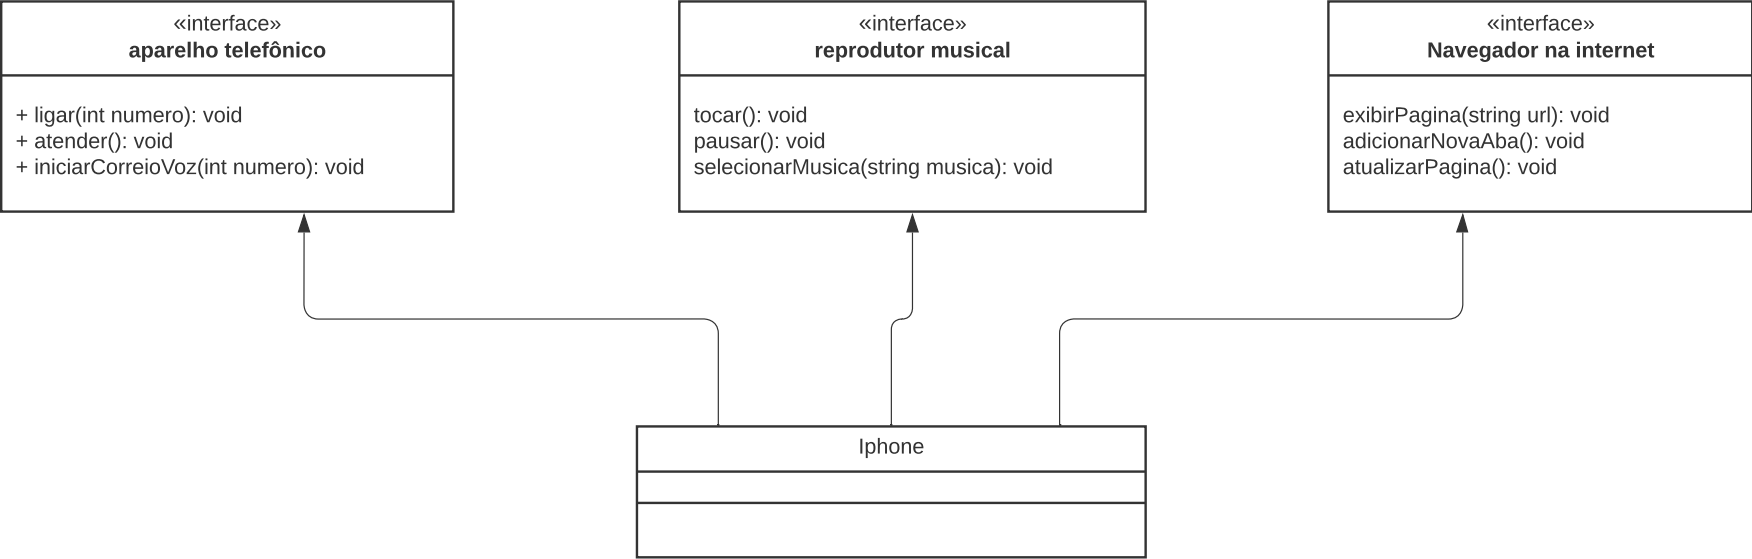 «interface»
aparelho telefônico
+ ligar(int numero): void
+ atender(): void
+ iniciarCorreioVoz(int numero): void
«interface»
reprodutor musical
tocar(): void
pausar(): void
selecionarMusica(string musica): void
«interface»
Navegador na internet
exibirPagina(string url): void
adicionarNovaAba(): void
atualizarPagina(): void
Iphone